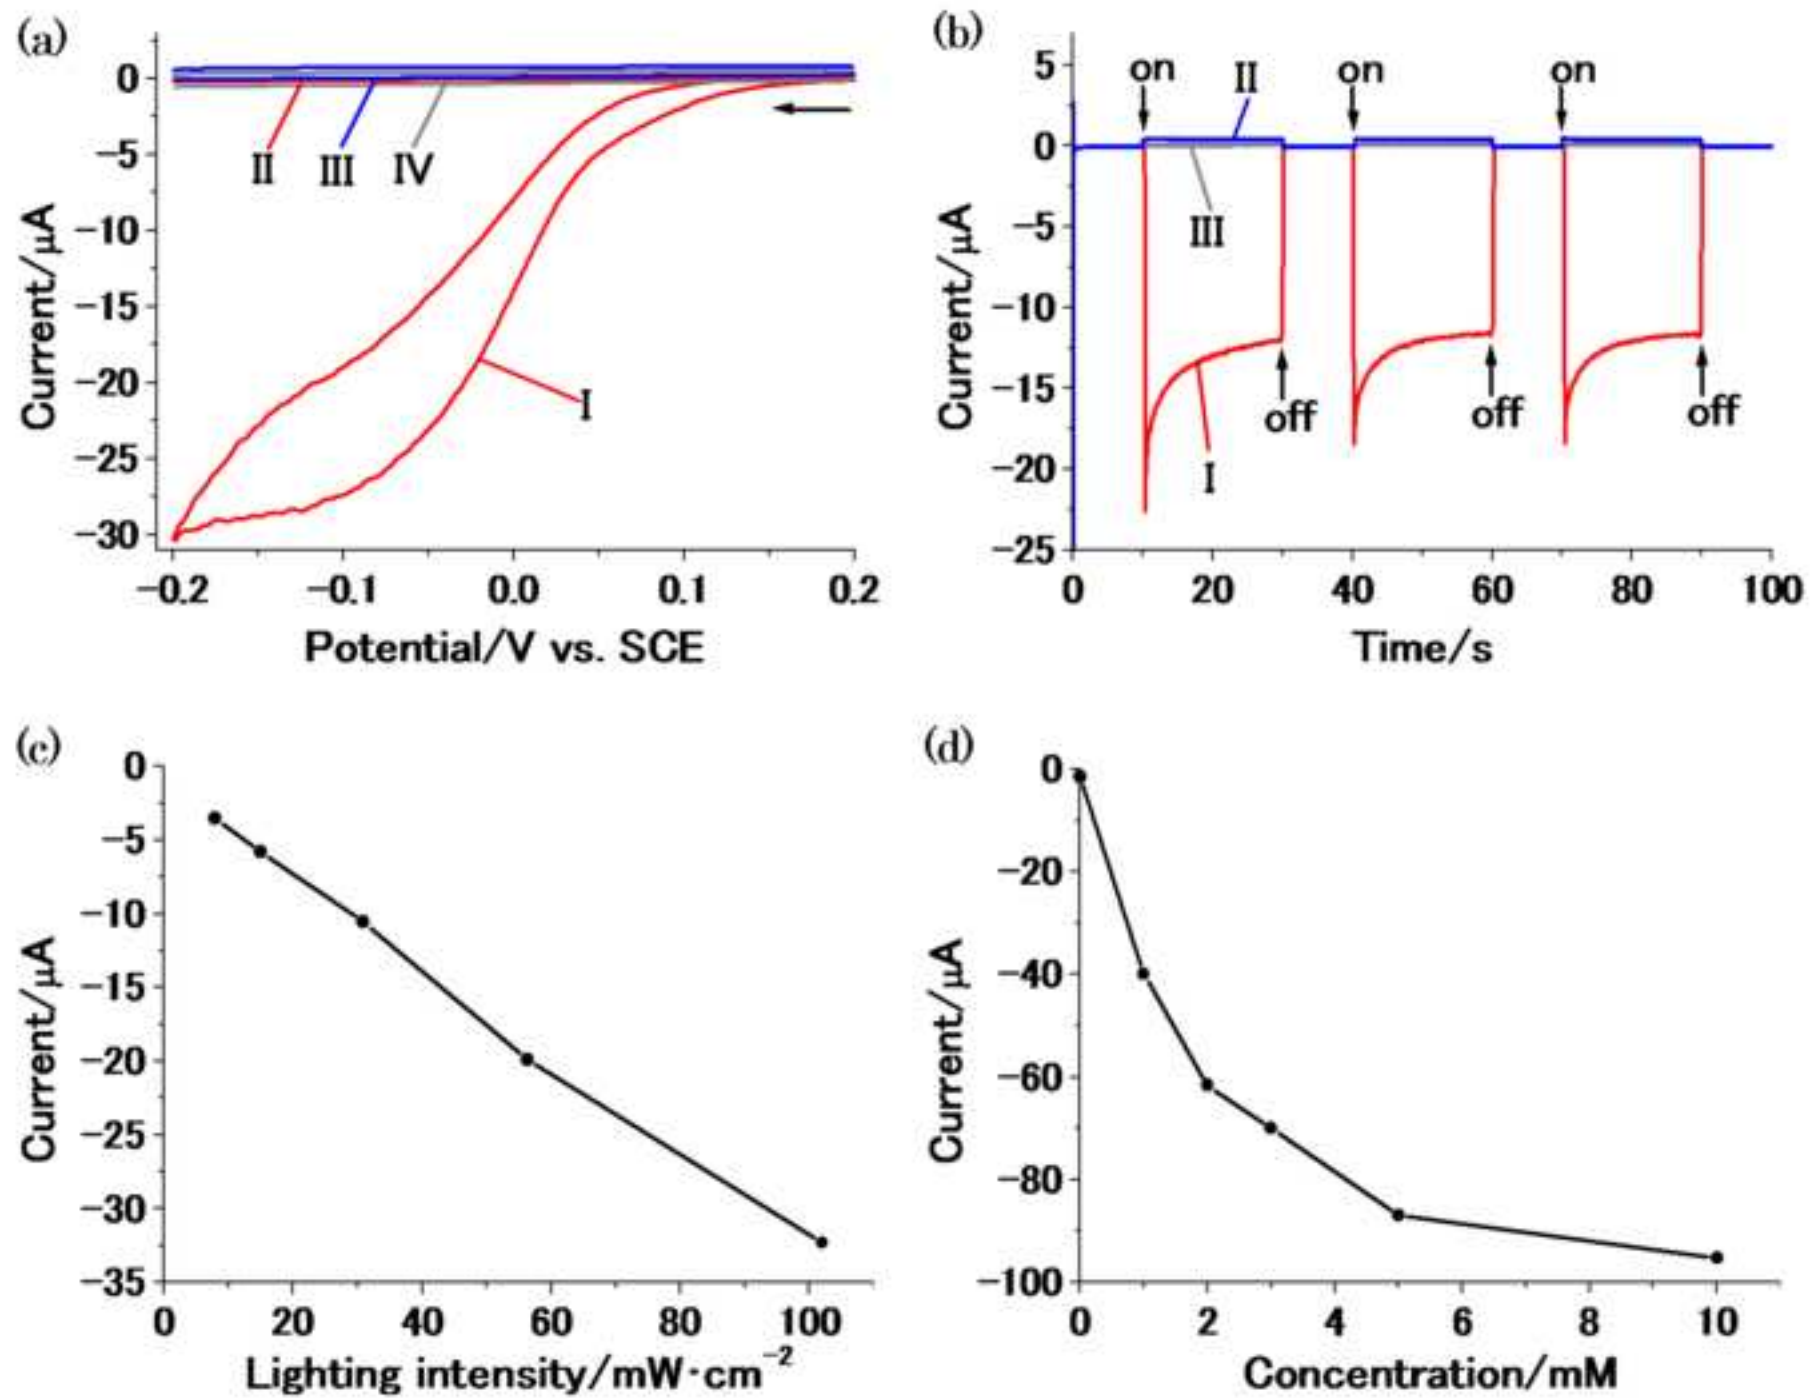 (a)
0
−5
−10
−15
−20
−25
−30
Current/μA
II III IV
I
−0.2 −0.1 0.0 0.1 0.2
Potential/V vs. SCE
(b)
5
0
−5
−10
−15
−20
−25
Current/μA
on II on on
III
off off off
I
0 20 40 60 80 100
Time/s
(c)
0
−5
−10
−15
−20
−25
−30
−35
Current/μA
0 20 40 60 80 100
Lighting intensity/mW·cm⁻²
(d)
0
−20
−40
−60
−80
−100
Current/μA
0 2 4 6 8 10
Concentration/mM